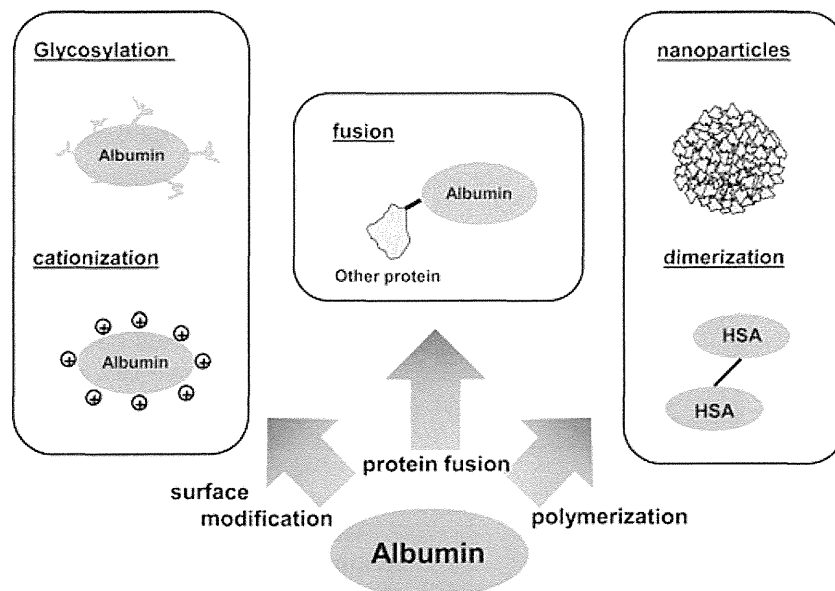 Glycosylation
Albumin
cationization
Albumin
fusion
Albumin
Other protein
nanoparticles
dimerization
HSA
HSA
surface
modification
protein fusion
polymerization
Albumin